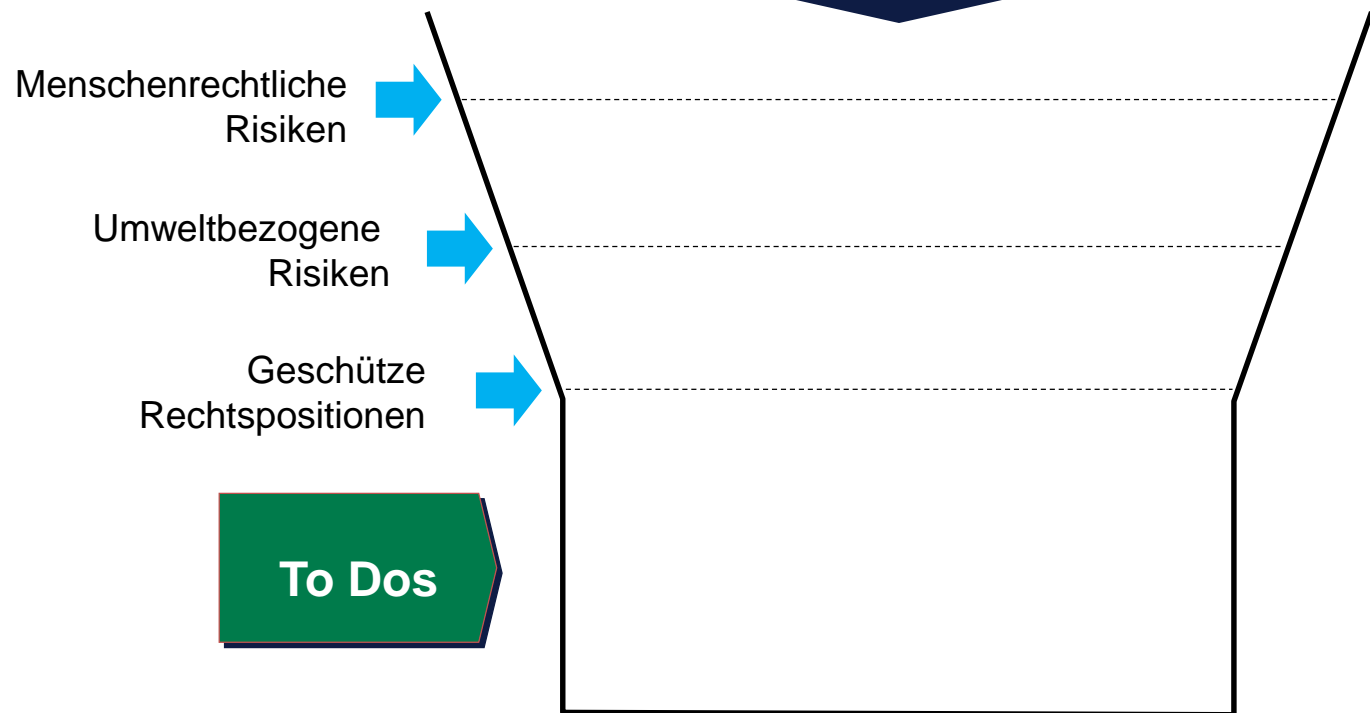 Menschenrechtliche
Risiken
Umweltbezogene
Risiken
Geschütze
Rechtspositionen
To Dos